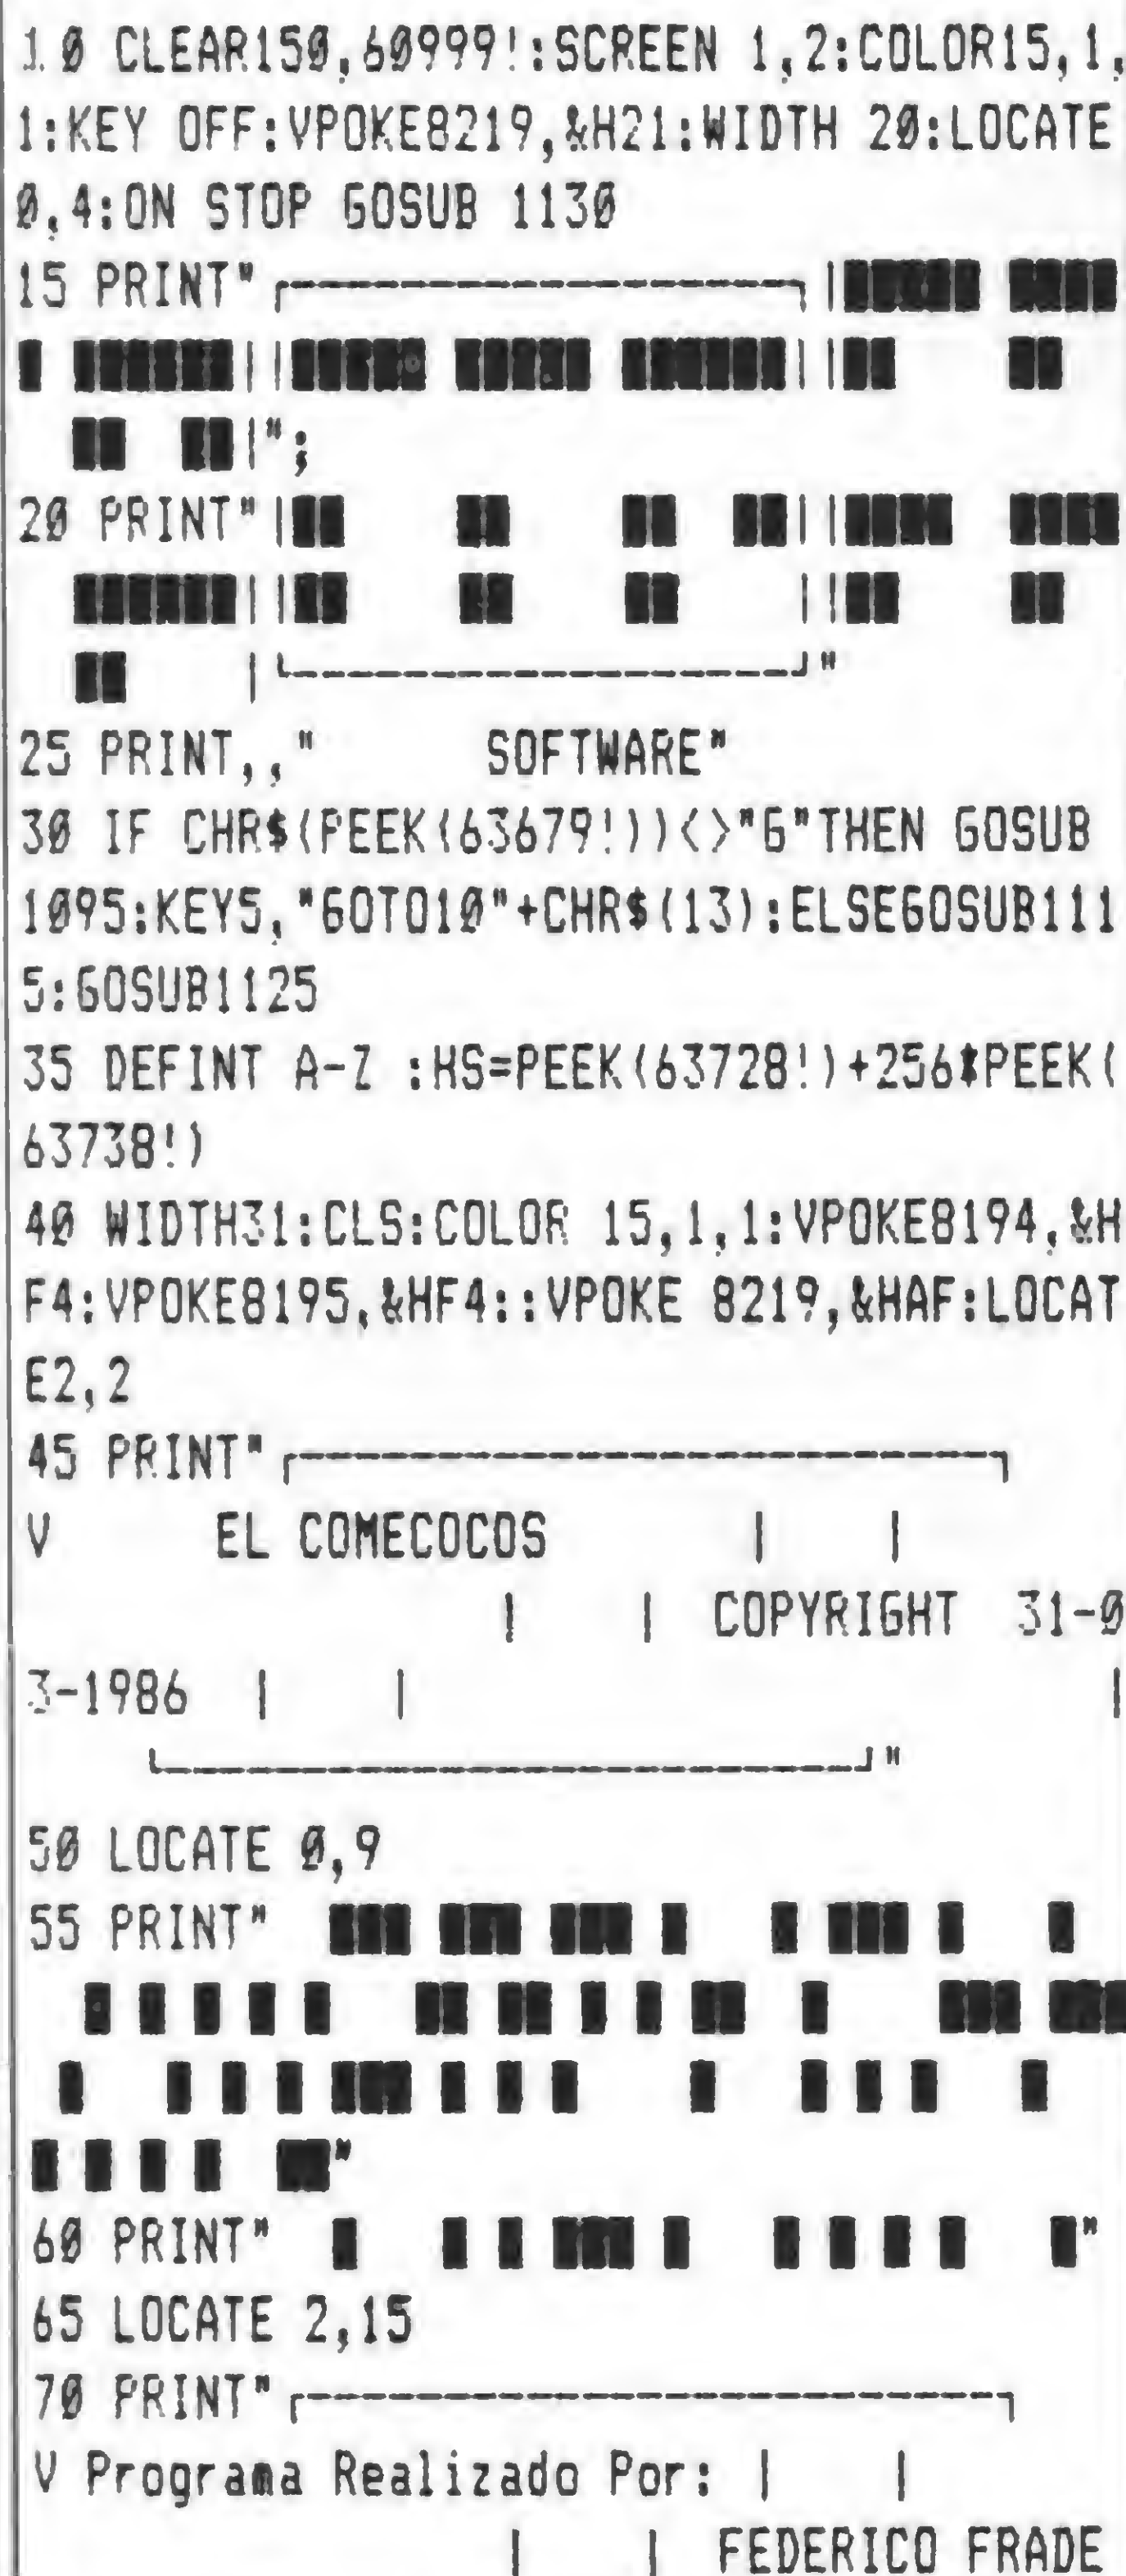 10 CLEAR150,60999!:SCREEN 1,2:COLOR15,1,
1:KEY OFF:VPOKE8219,&H21:WIDTH 20:LOCATE
0,4:ON STOP GOSUB 1130
15 PRINT"┌───────────────────┐|█████ ████
█ ██████||█████ █████ ██████||██    ██
  ██  ██|";
20 PRINT"|██    ██    ██  ██||████  ████
  ██████||██    ██    ██    ||██    ██
  ██    |└───────────────────┘"
25 PRINT,,"      SOFTWARE"
30 IF CHR$(PEEK(63679!))<>"G"THEN GOSUB
1095:KEY5,"GOTO10"+CHR$(13):ELSEGOSUB111
5:GOSUB1125
35 DEFINT A-Z :HS=PEEK(63728!)+256*PEEK(
63738!)
40 WIDTH31:CLS:COLOR 15,1,1:VPOKE8194,&H
F4:VPOKE8195,&HF4::VPOKE 8219,&HAF:LOCAT
E2,2
45 PRINT"┌─────────────────────────┐
V      EL COMECOCOS       |    |
                 |    | COPYRIGHT  31-0
3-1986  |    |                         |
    └─────────────────────────┘"
50 LOCATE 0,9
55 PRINT"  ███ ███ ███ █   █ ███ █   █
  █ █ █ █ █   ██ ██ █ █ ██  █    ███ ███
 █   █ █ █ ███ █ █ █    █   █ █ █   █
█ █ █ █  ██"
60 PRINT"  █   █ █ ███ █   █ █ █ █   █"
65 LOCATE 2,15
70 PRINT"┌─────────────────────────┐
V Programa Realizado Por: |    |
                 |    | FEDERICO FRADE